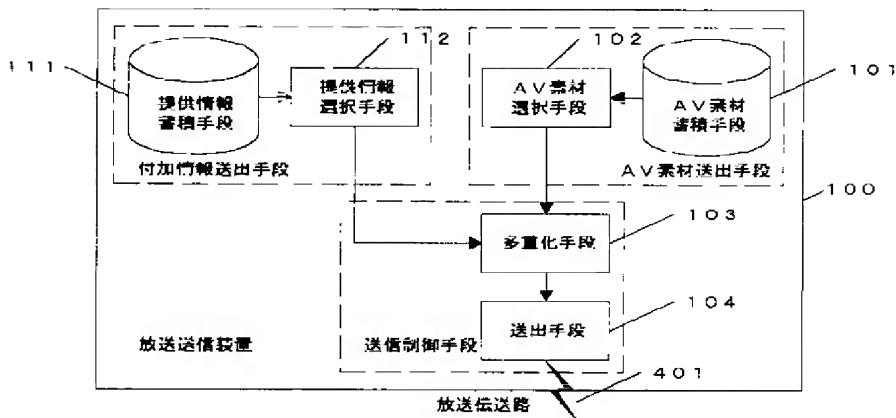 111
提供情報
蓄積手段
112
提供情報
選択手段
付加情報送出手段
102
AV素材
選択手段
101
AV素材
蓄積手段
AV素材送出手段
100
103
多重化手段
104
送出手段
放送送信装置
送信制御手段
401
放送伝送路